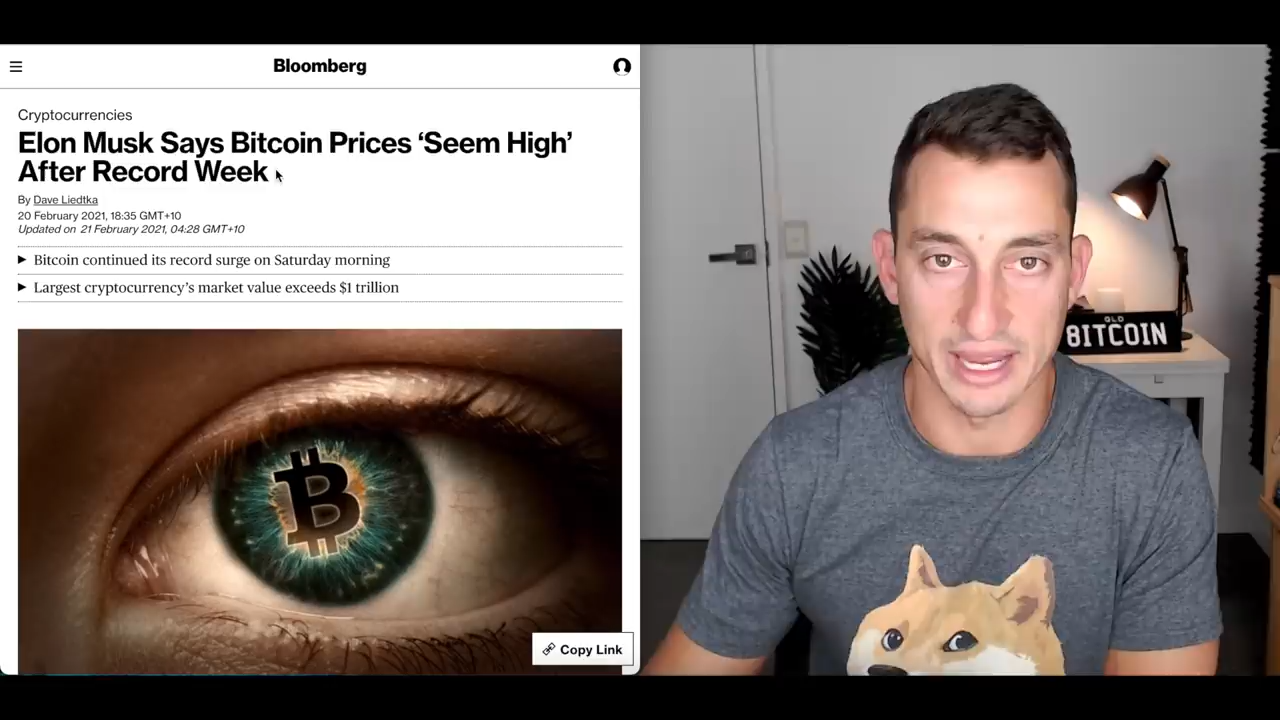 Bloomberg
Cryptocurrencies
Elon Musk Says Bitcoin Prices ‘Seem High’
After Record Week
By Dave Liedtka
20 February 2021, 18:35 GMT+10
Updated on 21 February 2021, 04:28 GMT+10
Bitcoin continued its record surge on Saturday morning
Largest cryptocurrency’s market value exceeds $1 trillion
Copy Link
QLD
BITCOIN